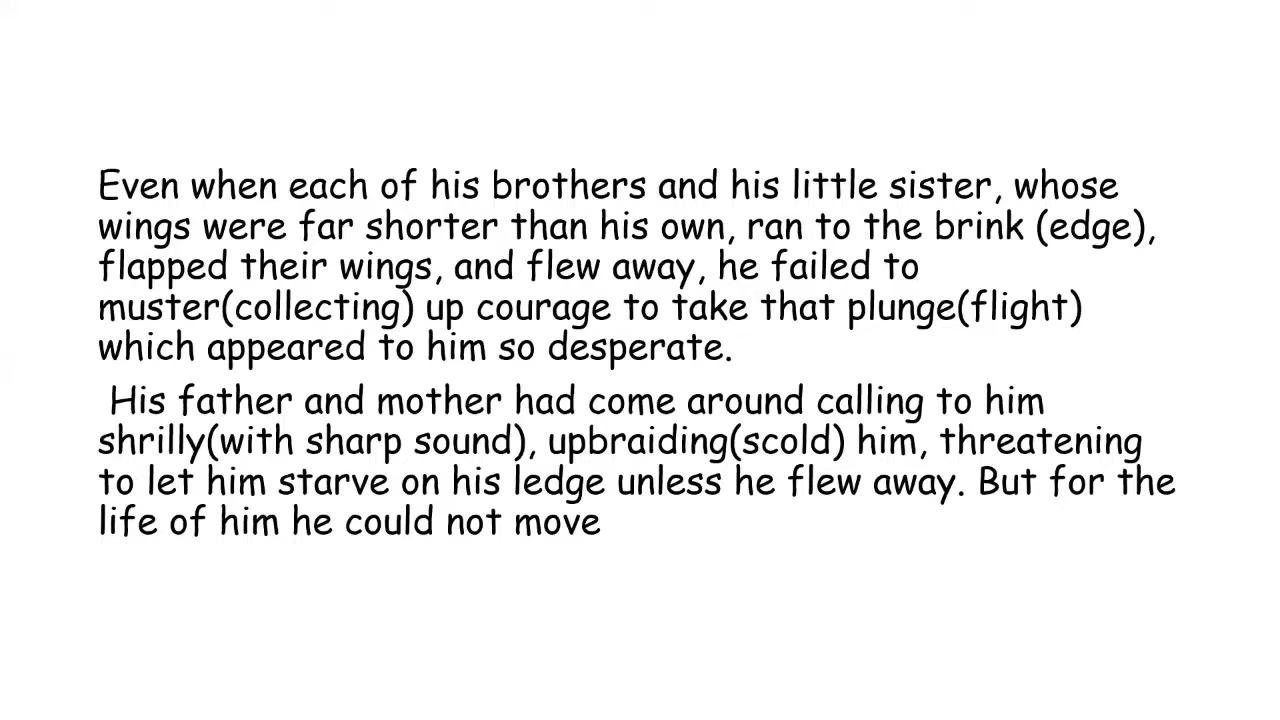 Even when each of his brothers and his little sister, whose
wings were far shorter than his own, ran to the brink (edge),
flapped their wings, and flew away, he failed to
muster(collecting) up courage to take that plunge(flight)
which appeared to him so desperate.
His father and mother had come around calling to him
shrilly(with sharp sound), upbraiding(scold) him, threatening
to let him starve on his ledge unless he flew away. But for the
life of him he could not move